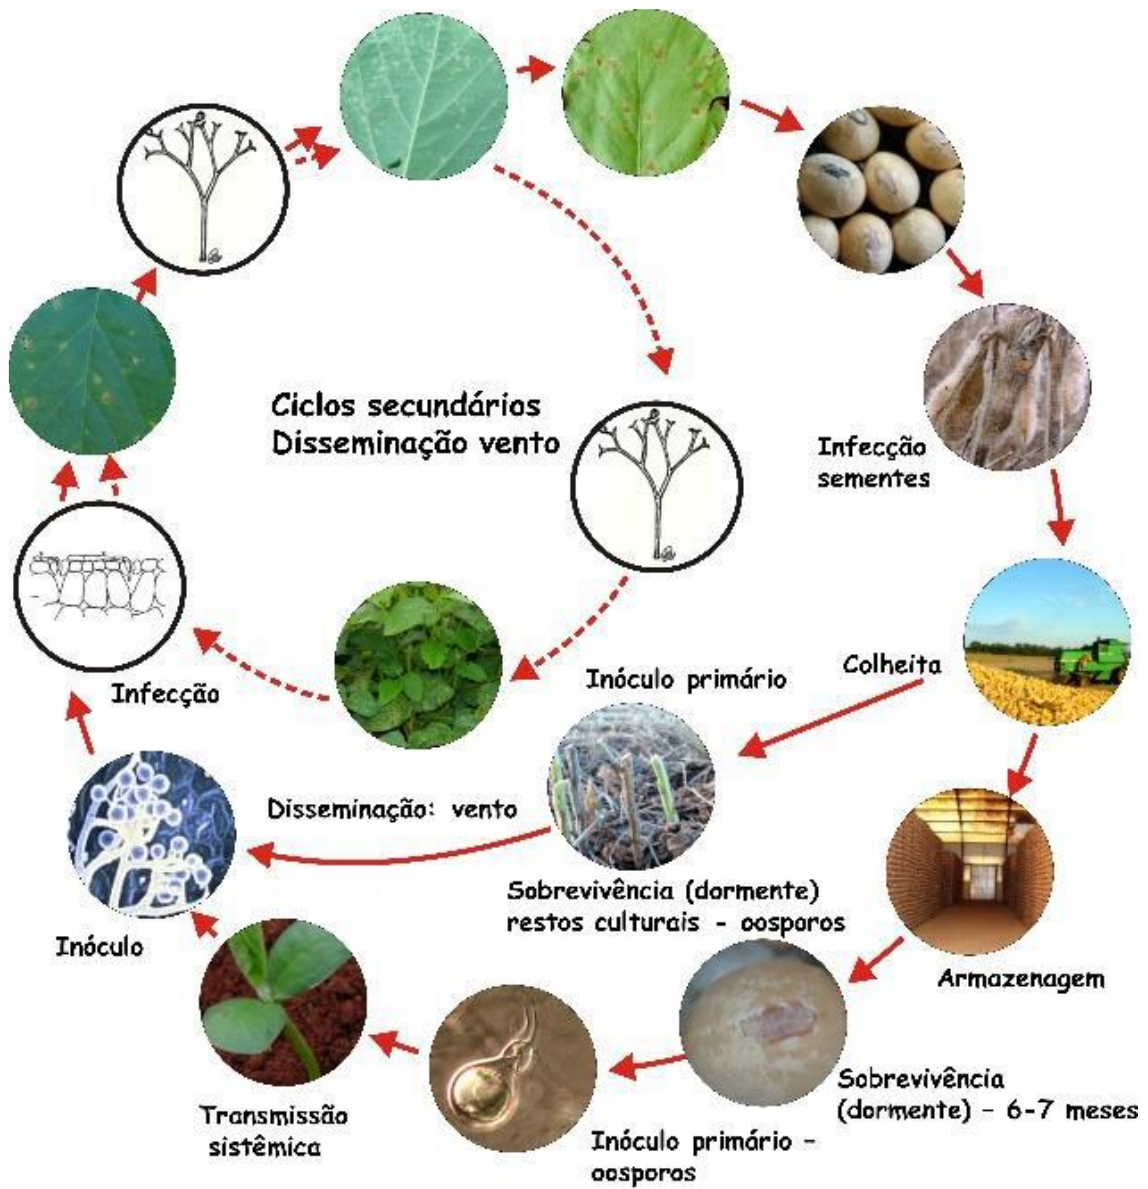 Ciclos secundários
Disseminação vento
Infecção
sementes
Colheita
Inóculo primário
Infecção
Disseminação: vento
Sobrevivência (dormente)
restos culturais - oosporos
Inóculo
Armazenagem
Sobrevivência
(dormente) - 6-7 meses
Inóculo primário -
oosporos
Transmissão
sistêmica